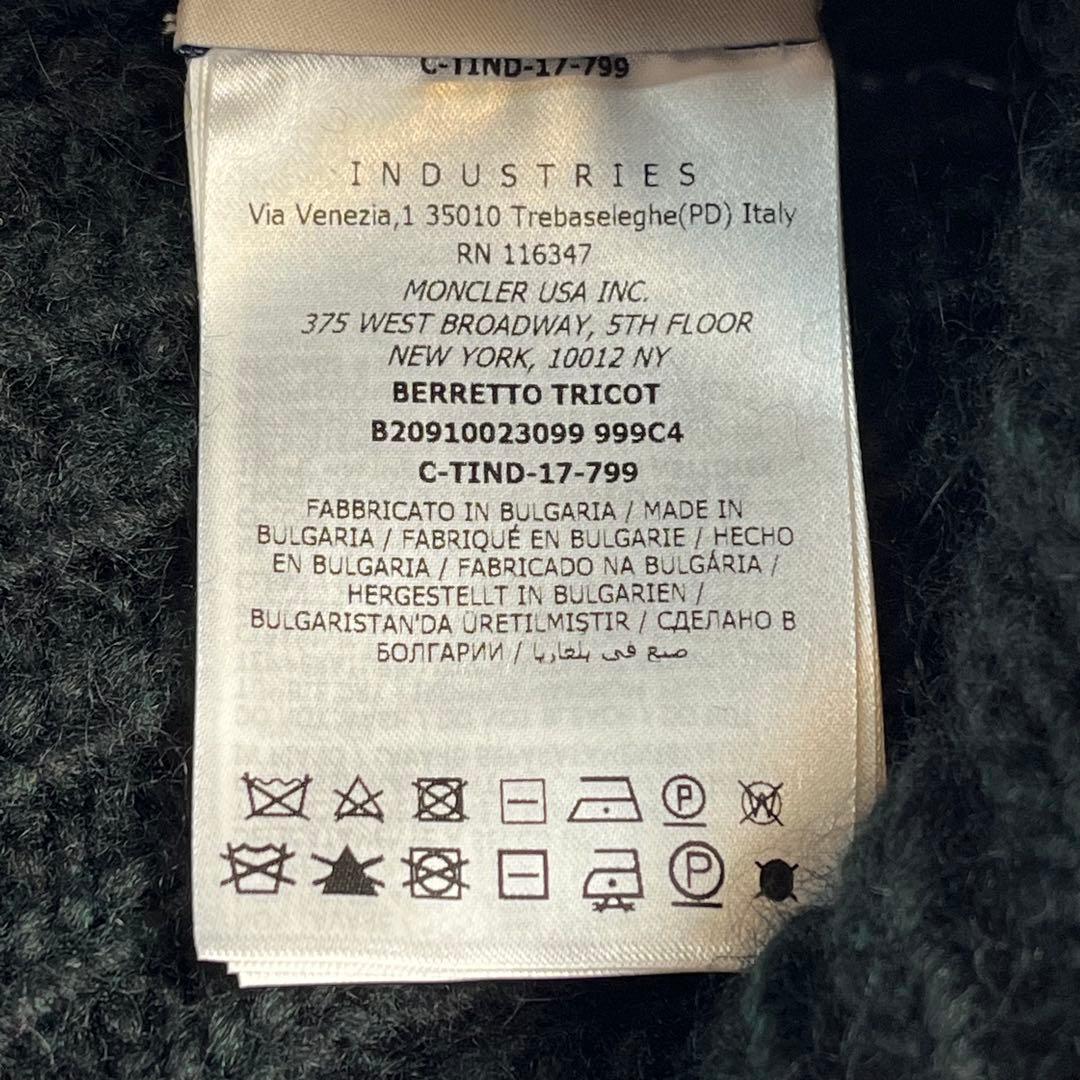 C-TIND-17-799
INDUSTRIES
Via Venezia,1 35010 Trebaseleghe(PD) Italy
RN 116347
MONCLER USA INC.
375 WEST BROADWAY, 5TH FLOOR
NEW YORK, 10012 NY
BERRETTO TRICOT
B20910023099 999C4
C-TIND-17-799
FABBRICATO IN BULGARIA / MADE IN
BULGARIA / FABRIQUÉ EN BULGARIE / HECHO
EN BULGARIA / FABRICADO NA BULGÁRIA /
HERGESTELLT IN BULGARIEN /
BULGARISTAN'DA ÜRETILMIŞTIR / СДЕЛАНО В
БОЛГАРИИ / صنع في بلغاريا
P W
P